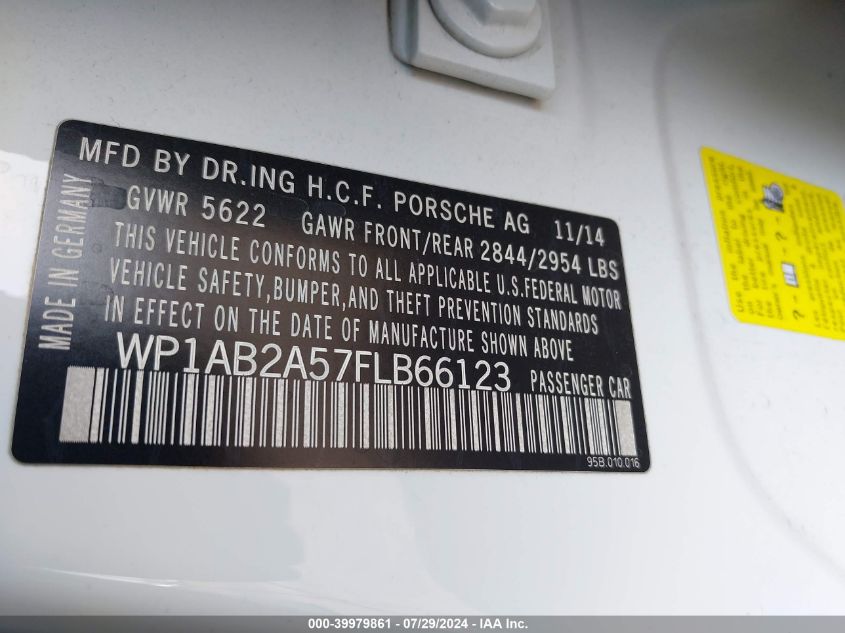 MFD BY DR.ING H.C.F. PORSCHE AG 11/14
GVWR 5622 GAWR FRONT/REAR 2844/2954 LBS
THIS VEHICLE CONFORMS TO ALL APPLICABLE U.S.FEDERAL MOTOR
VEHICLE SAFETY,BUMPER,AND THEFT PREVENTION STANDARDS
IN EFFECT ON THE DATE OF MANUFACTURE SHOWN ABOVE
WP1AB2A57FLB66123 PASSENGER CAR
95B.010.016
MADE IN GERMANY
000-39979861 / 07/29/2024 - IAA Inc.